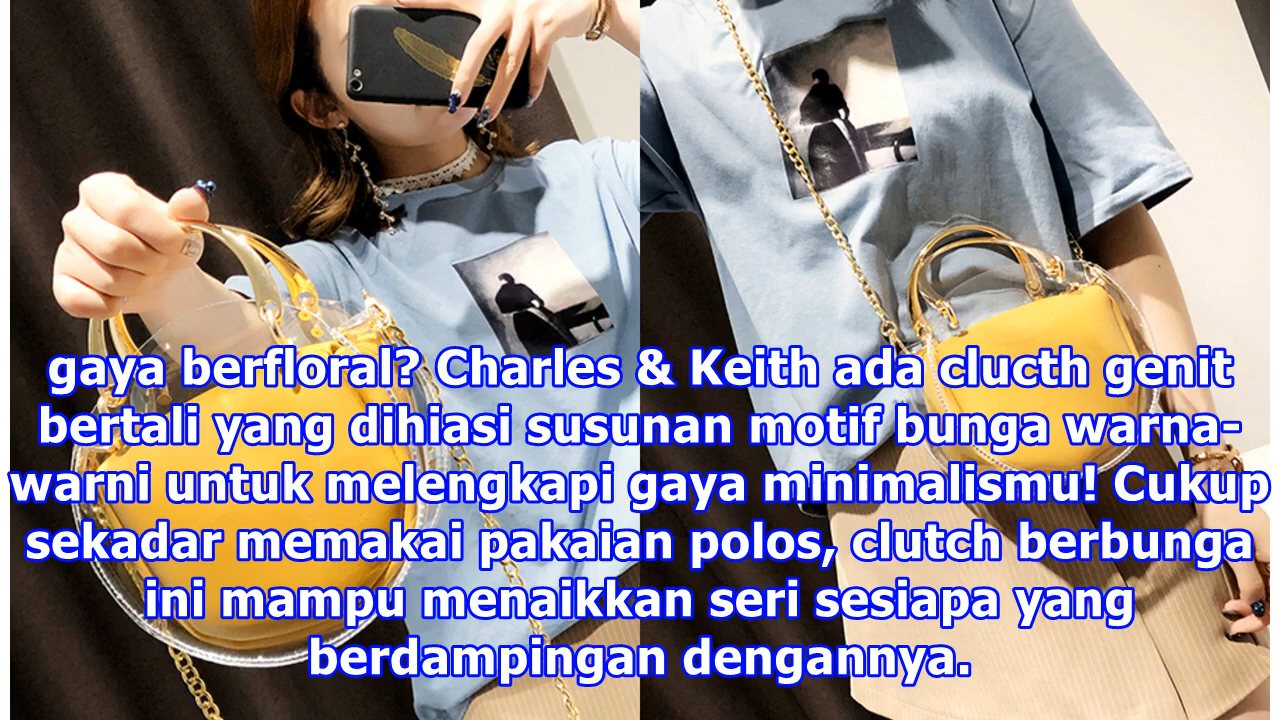 gaya berfloral? Charles & Keith ada clucth genit
bertali yang dihiasi susunan motif bunga warna-
warni untuk melengkapi gaya minimalismu! Cukup
sekadar memakai pakaian polos, clutch berbunga
ini mampu menaikkan seri sesiapa yang
berdampingan dengannya.